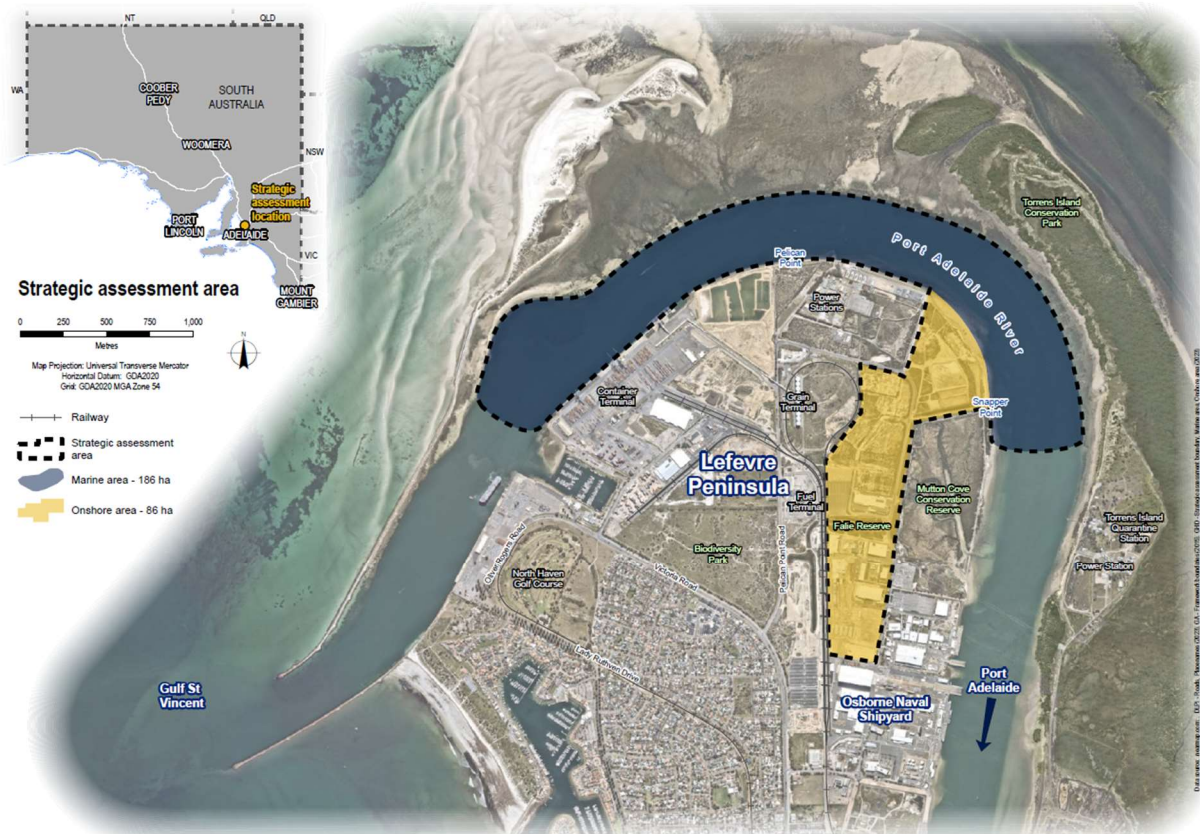 NT
QLD
WA
COOBER
PEDY
SOUTH
AUSTRALIA
WOOMERA
NSW
Strategic
assessment
location
PORT
LINCOLN
ADELAIDE
VIC
MOUNT
GAMBIER
Strategic assessment area
0 250 500 750 1,000
Metres
N
Map Projection: Universal Transverse Mercator
Horizontal Datum: GDA2020
Grid: GDA2020 MGA Zone 54
Railway
Strategic assessment
area
Marine area - 186 ha
Onshore area - 86 ha
Torrens Island
Conservation
Park
Port Adelaide River
Pelican
Point
Power
Stations
Container
Terminal
Grain
Terminal
Snapper
Point
Lefevre
Peninsula
Fuel
Terminal
Mutton Cove
Conservation
Reserve
Falie Reserve
Torrens Island
Quarantine
Station
Power Station
Biodiversity
Park
Pelican Point Road
Oliver Rogers Road
Victoria Road
North Haven
Golf Course
Lady Ruthven Drive
Gulf St
Vincent
Port
Adelaide
Osborne Naval
Shipyard